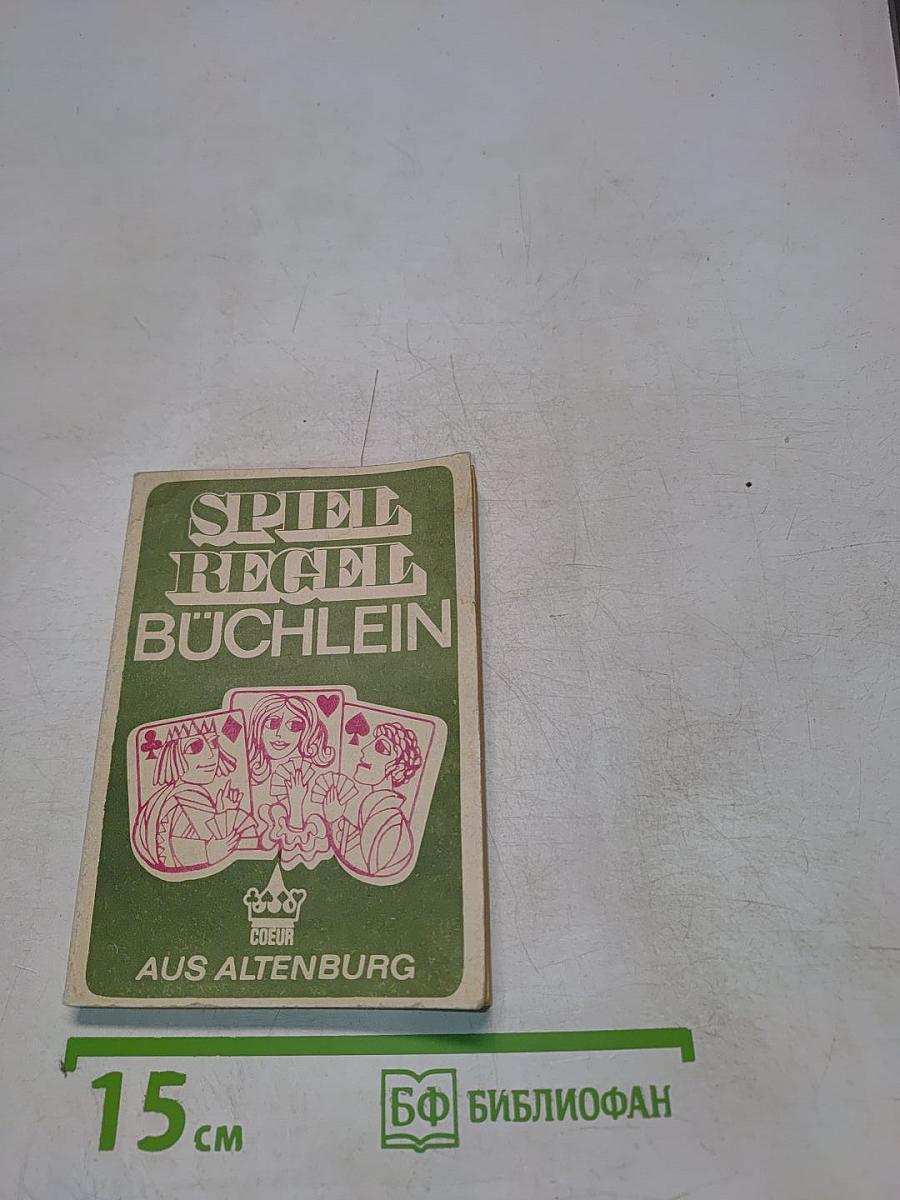 SPIEL
REGEL
BÜCHLEIN
COEUR
AUS ALTENBURG
15 см
БФ БИБЛИОФАН